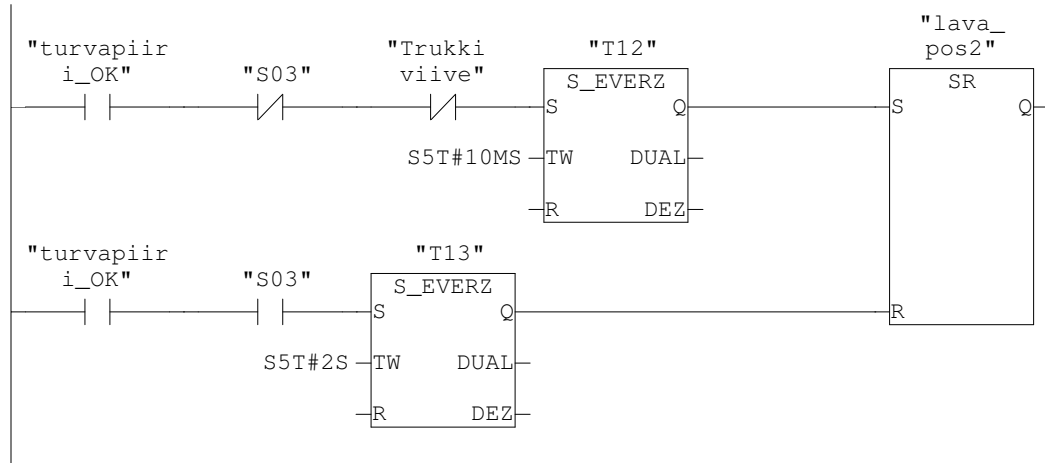 "lava_
pos2"
"turvapiir
i_OK"
"S03"
"Trukki
viive"
"T12"
S_EVERZ
SR
S
Q
S
Q
S5T#10MS
TW
DUAL
R
DEZ
"turvapiir
i_OK"
"S03"
"T13"
S_EVERZ
S
Q
R
S5T#2S
TW
DUAL
R
DEZ